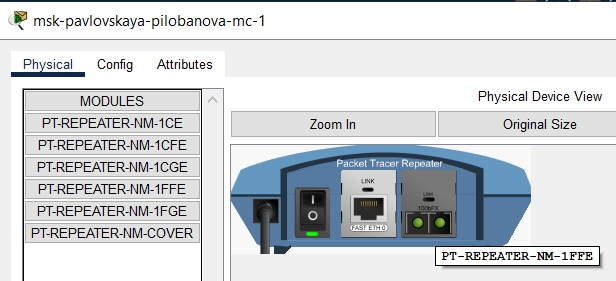 msk-pavlovskaya-pilobanova-mc-1
Physical Config Attributes
MODULES
PT-REPEATER-NM-1CE
PT-REPEATER-NM-1CFE
PT-REPEATER-NM-1CGE
PT-REPEATER-NM-1FFE
PT-REPEATER-NM-1FGE
PT-REPEATER-NM-COVER
Physical Device View
Zoom In Original Size
Packet Tracer Repeater
LINK
LINK
100bFX
FAST ETH 0
PT-REPEATER-NM-1FFE